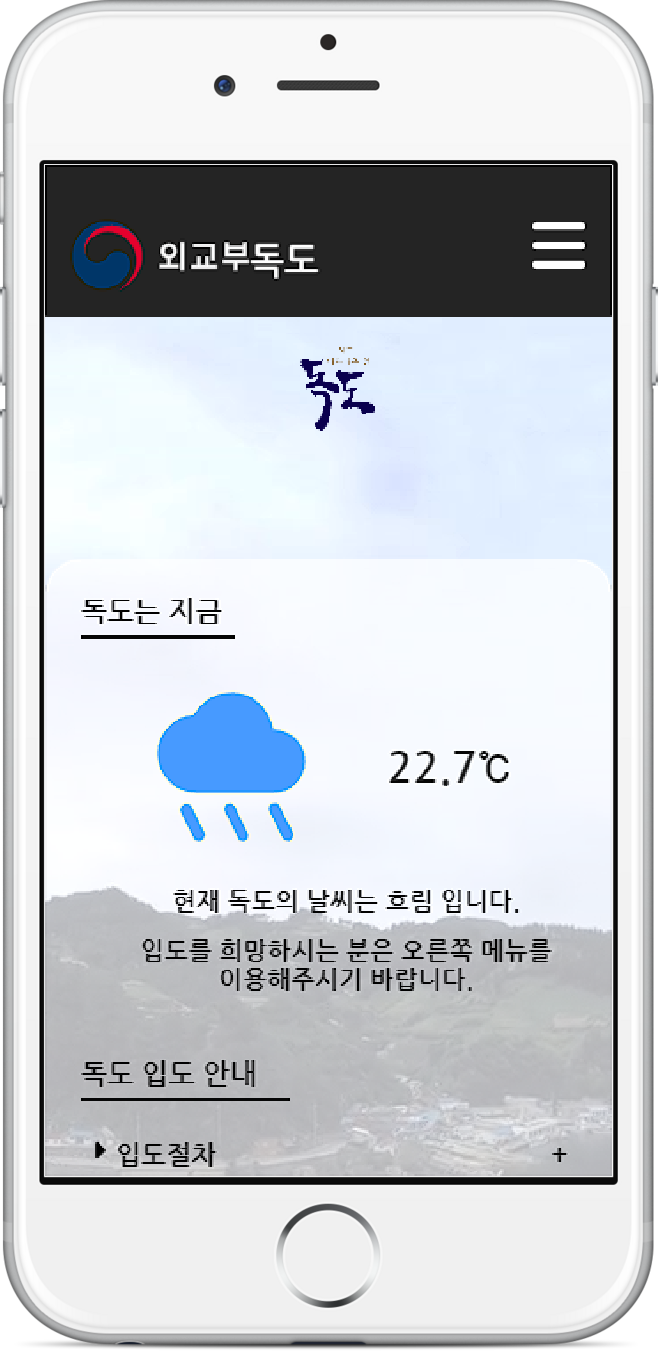 외교부독도
독도
독도는 지금
22.7℃
현재 독도의 날씨는 흐림 입니다.
입도를 희망하시는 분은 오른쪽 메뉴를
이용해주시기 바랍니다.
독도 입도 안내
입도절차 +